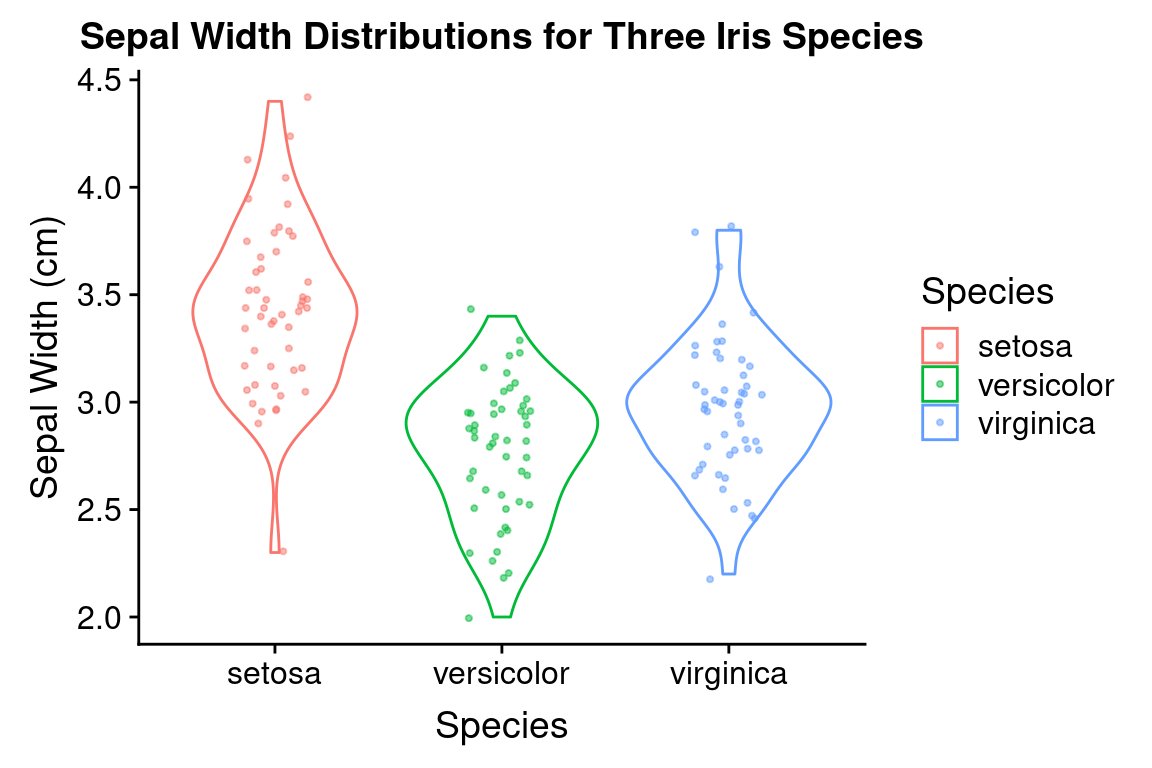 Sepal Width Distributions for Three Iris Species
4.5
4.0
3.5
3.0
2.5
2.0
Sepal Width (cm)
setosa versicolor virginica
Species
Species
setosa
versicolor
virginica